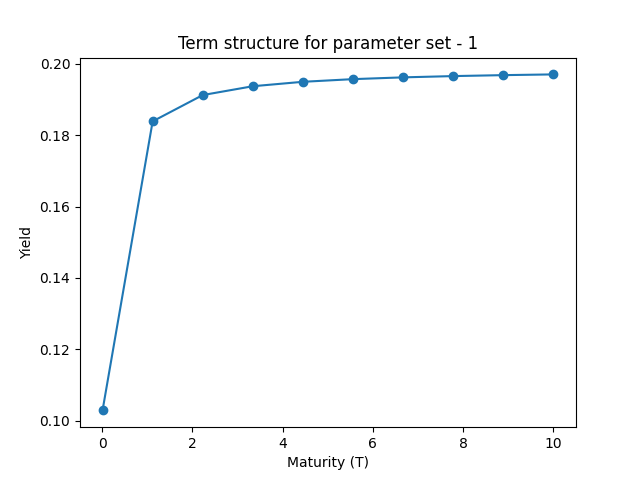 Term structure for parameter set - 1
0.20
0.18
0.16
0.14
0.12
0.10
Yield
0 2 4 6 8 10
Maturity (T)